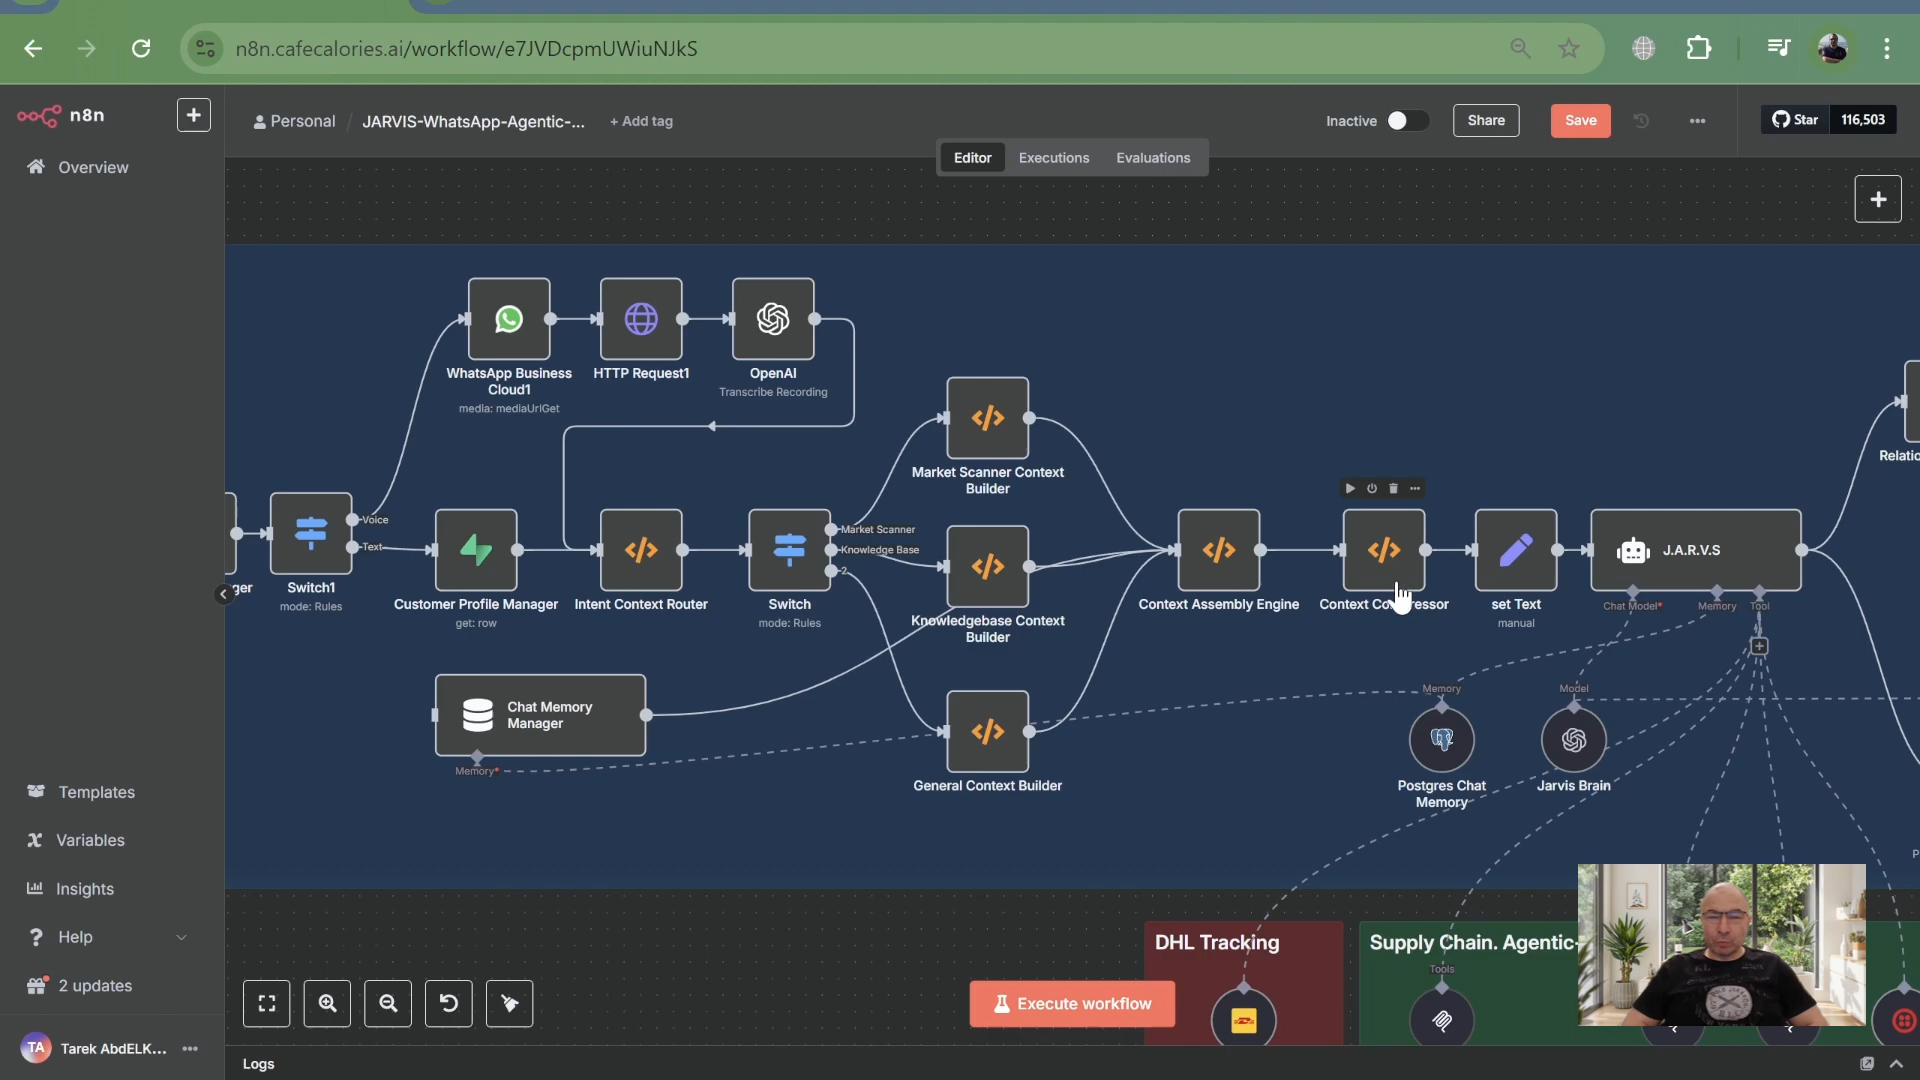 n8n.cafecalories.ai/workflow/e7JVDcpmUWiuNJkS
n8n
Personal / JARVIS-WhatsApp-Agentic-... + Add tag
Inactive
Share
Save
Star
116,503
Editor
Executions
Evaluations
Overview
WhatsApp Business
Cloud1
media: mediaUrlGet
HTTP Request1
OpenAI
Transcribe Recording
Market Scanner Context
Builder
Relatio
ger
Switch1
mode: Rules
Voice
Text
Customer Profile Manager
get: row
Intent Context Router
Switch
mode: Rules
Market Scanner
Knowledge Base
2
Knowledgebase Context
Builder
Context Assembly Engine
set Text
manual
J.A.R.V.S
Chat Model*
Memory
Tool
Chat Memory
Manager
Memory*
General Context Builder
Memory
Model
Postgres Chat
Memory
Jarvis Brain
Templates
Variables
Insights
Help
2 updates
TA
Tarek AbdELK...
DHL Tracking
Supply Chain. Agentic-
Tools
Execute workflow
Logs